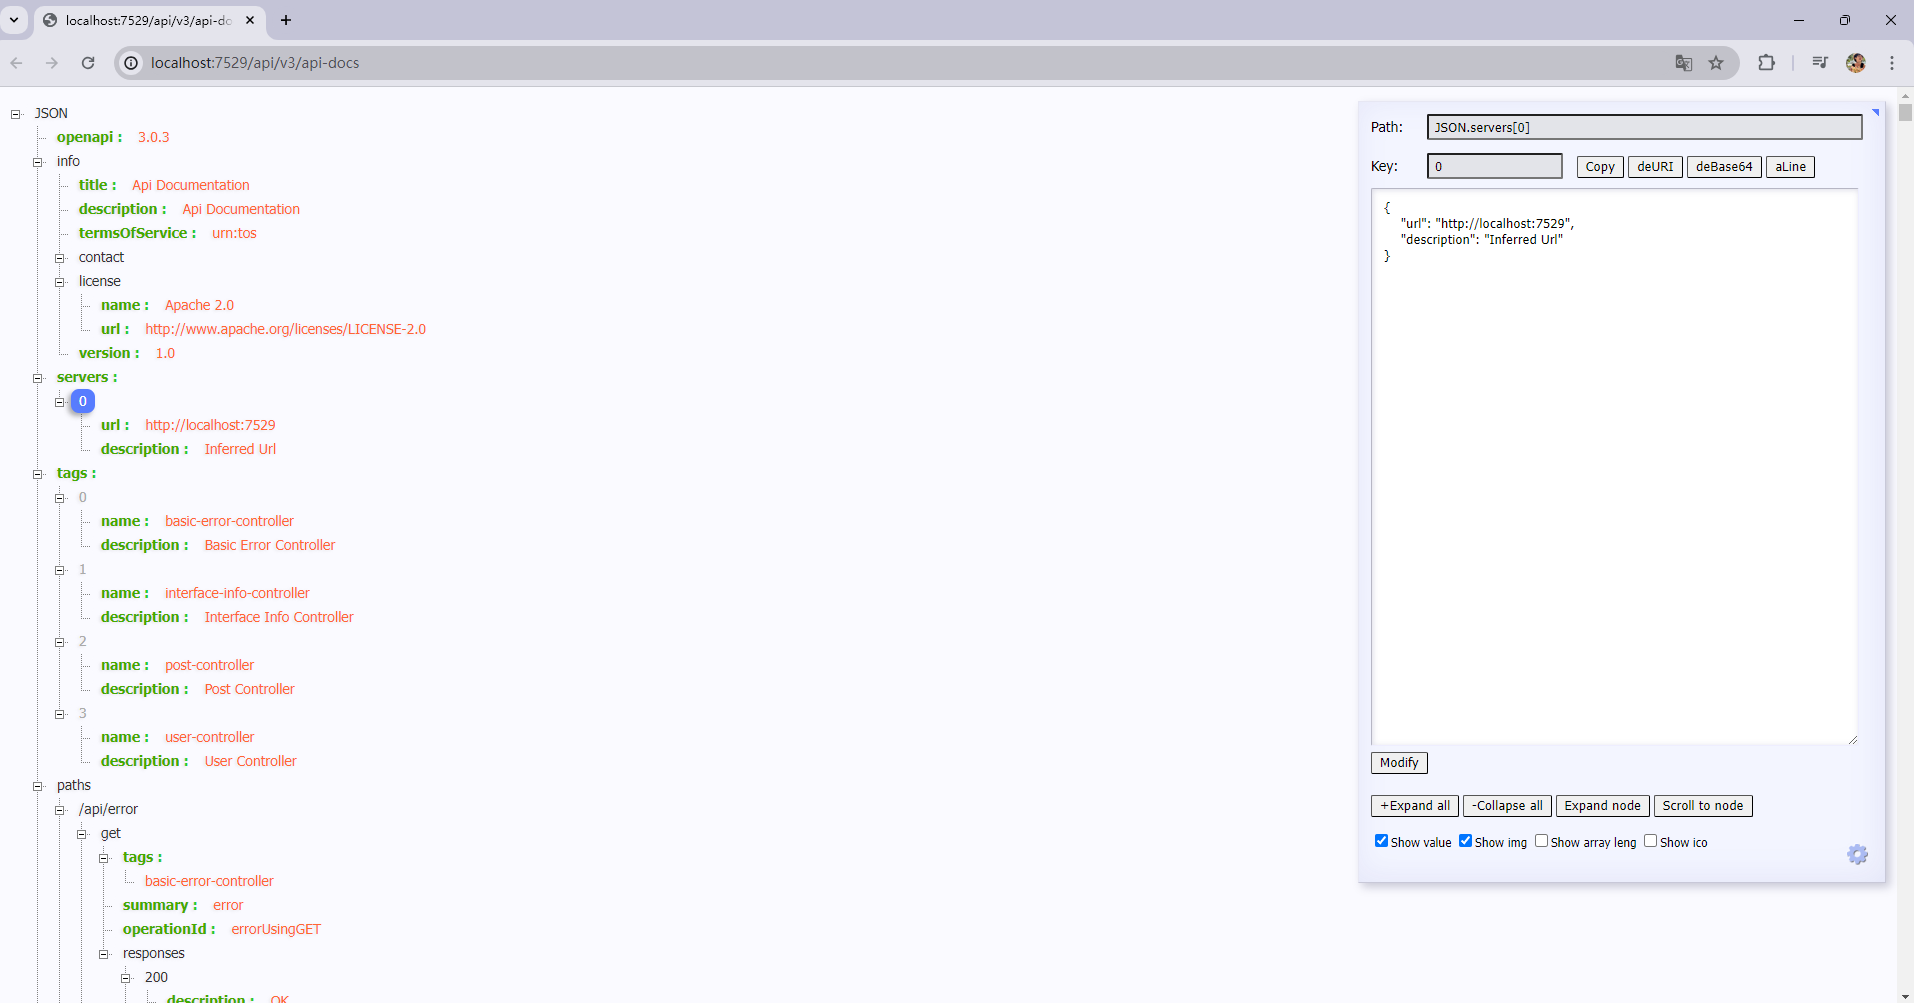 localhost:7529/api/v3/api-do
localhost:7529/api/v3/api-docs
JSON
openapi : 3.0.3
info
title : Api Documentation
description : Api Documentation
termsOfService : urn:tos
contact
license
name : Apache 2.0
url : http://www.apache.org/licenses/LICENSE-2.0
version : 1.0
servers :
0
url : http://localhost:7529
description : Inferred Url
tags :
0
name : basic-error-controller
description : Basic Error Controller
1
name : interface-info-controller
description : Interface Info Controller
2
name : post-controller
description : Post Controller
3
name : user-controller
description : User Controller
paths
/api/error
get
tags :
basic-error-controller
summary : error
operationId : errorUsingGET
responses
200
description : OK
Path: JSON.servers[0]
Key: 0 Copy deURI deBase64 aLine
{
"url": "http://localhost:7529",
"description": "Inferred Url"
}
Modify
+Expand all -Collapse all Expand node Scroll to node
Show value Show img Show array leng Show ico